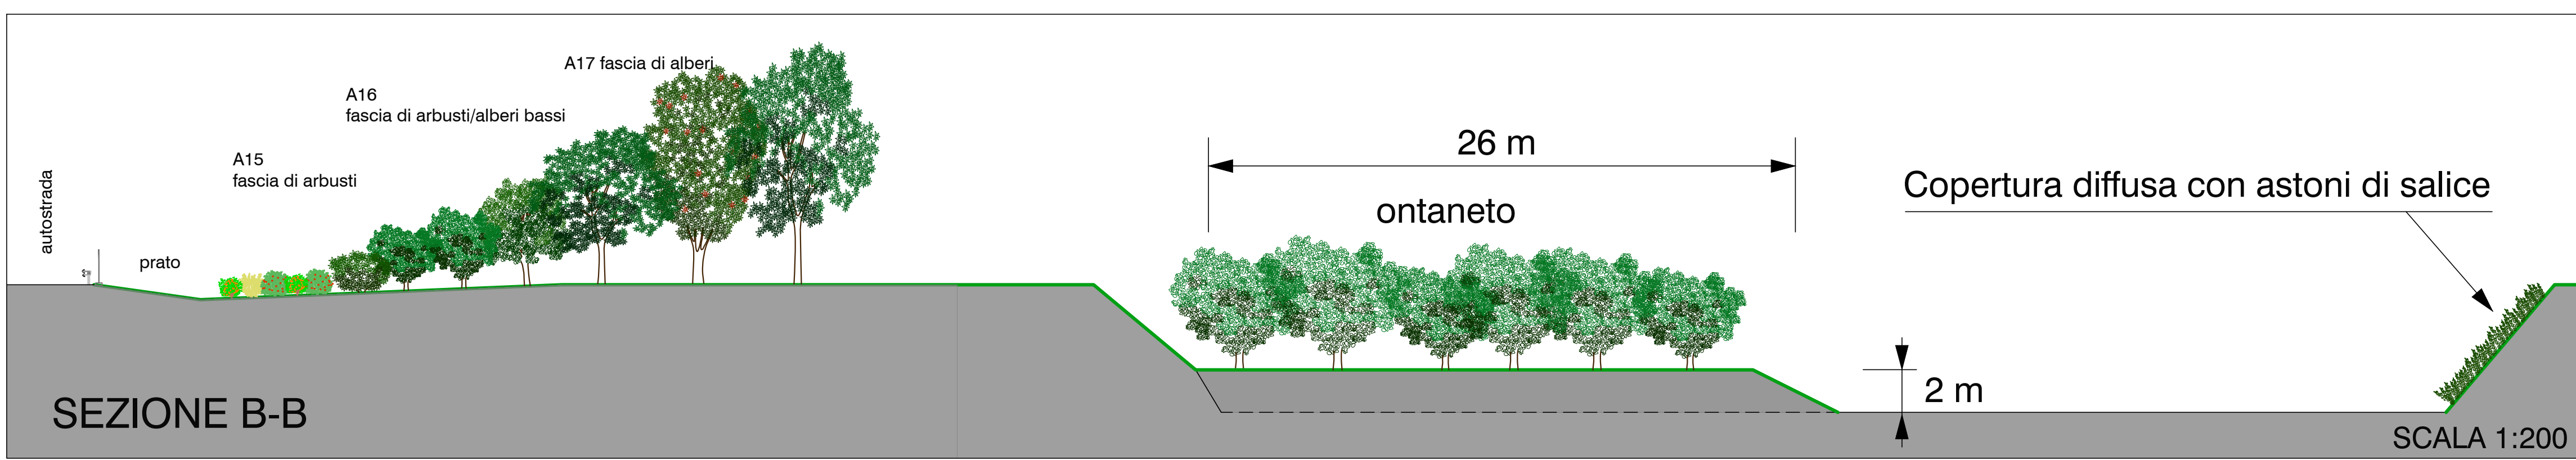 autostrada
prato
A15
fascia di arbusti
A16
fascia di arbusti/alberi bassi
A17 fascia di alberi
26 m
ontaneto
Copertura diffusa con astoni di salice
2 m
SEZIONE B-B
SCALA 1:200